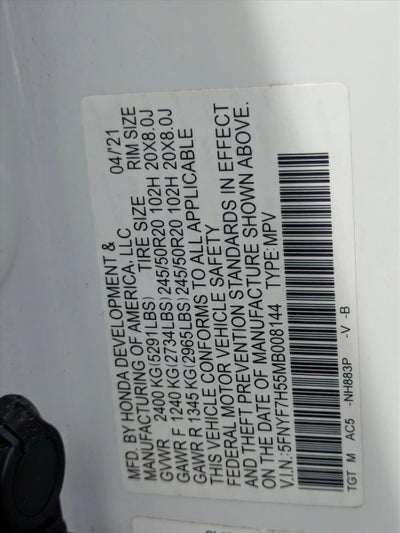 MFD. BY HONDA DEVELOPMENT & 04/'21
MANUFACTURING OF AMERICA, LLC
TIRE SIZE RIM SIZE
GVWR 2400 KG(5291LBS)
GAWR F 1240 KG(2734LBS) 245/50R20 102H 20X8.0J
GAWR R 1345 KG(2965LBS) 245/50R20 102H 20X8.0J
THIS VEHICLE CONFORMS TO ALL APPLICABLE
FEDERAL MOTOR VEHICLE SAFETY
AND THEFT PREVENTION STANDARDS IN EFFECT
ON THE DATE OF MANUFACTURE SHOWN ABOVE.
V.I.N.:5FNYF7H55MB008144 TYPE:MPV
TGT M AC5 -NH883P -V -B